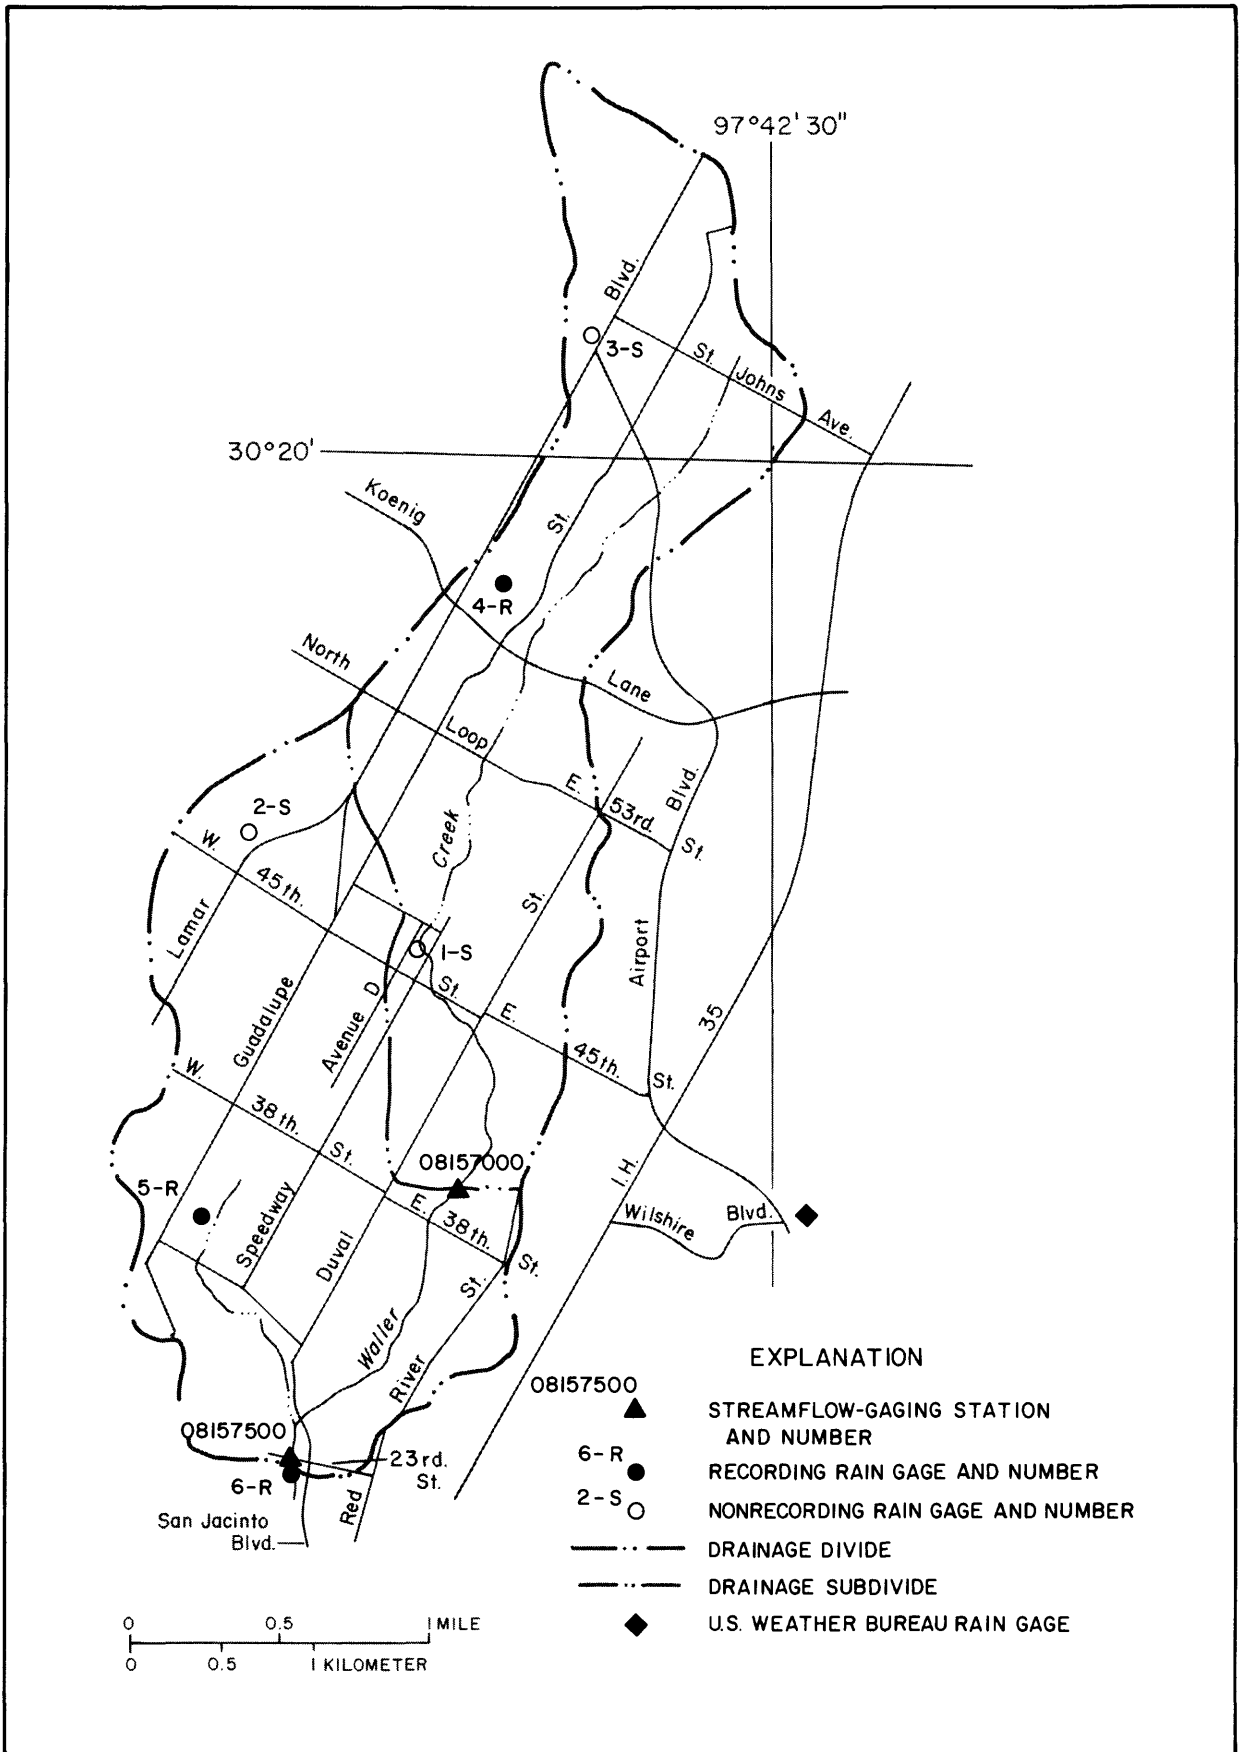 97°42'30"
Blvd.
3-S
St. Johns Ave.
30°20'
Koenig
St.
4-R
North
Lane
Loop
E. 53rd. St.
Blvd.
2-S
Creek
W. 45th.
St.
Lamar
1-S
Airport
St.
D
E.
Guadalupe
35
Avenue
45th. St.
W.
38th. St.
08157000
I.H.
5-R
E. 38th. St.
Wilshire Blvd.
Speedway
Duval
St.
Waller
River
EXPLANATION
08157500
STREAMFLOW-GAGING STATION
AND NUMBER
08157500
6-R
RECORDING RAIN GAGE AND NUMBER
23rd.
St.
6-R
2-S
NONRECORDING RAIN GAGE AND NUMBER
Red
San Jacinto
Blvd.
DRAINAGE DIVIDE
DRAINAGE SUBDIVIDE
U.S. WEATHER BUREAU RAIN GAGE
0 0.5 1 MILE
0 0.5 1 KILOMETER